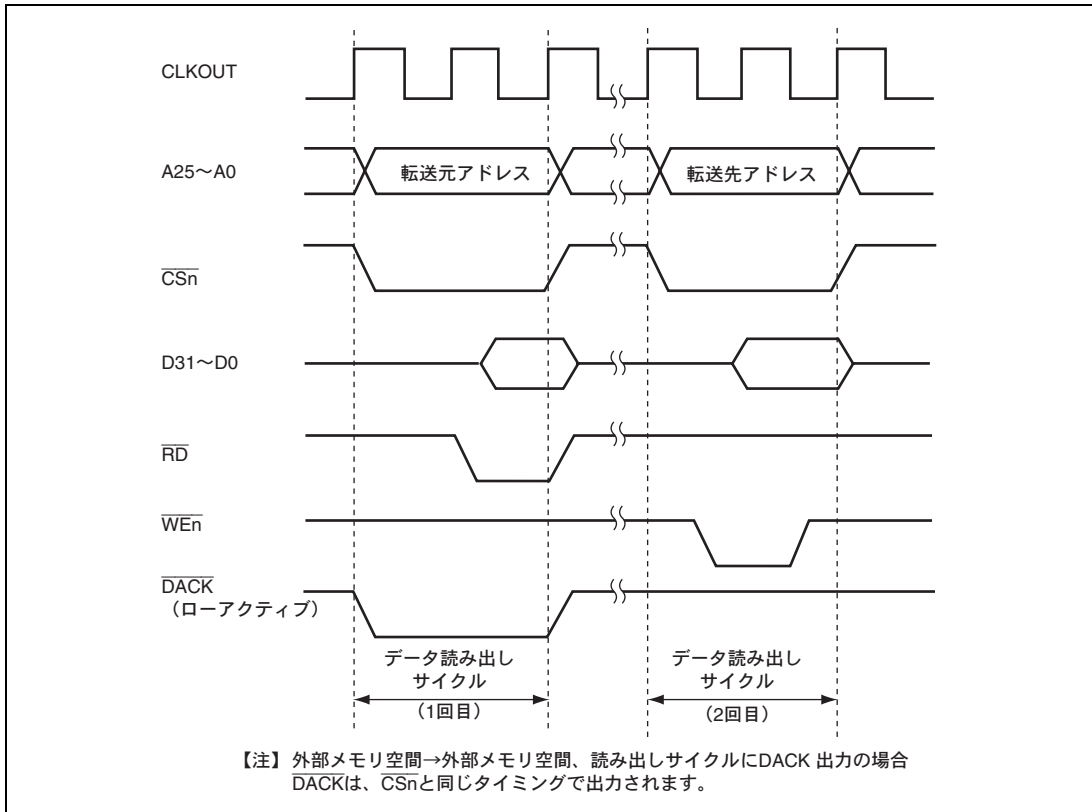 CLKOUT
A25～A0
転送元アドレス
転送先アドレス
CSn
D31～D0
RD
WEn
DACK
（ローアクティブ）
データ読み出し
サイクル
（1回目）
データ読み出し
サイクル
（2回目）
【注】 外部メモリ空間→外部メモリ空間、読み出しサイクルにDACK 出力の場合
DACKは、CSnと同じタイミングで出力されます。